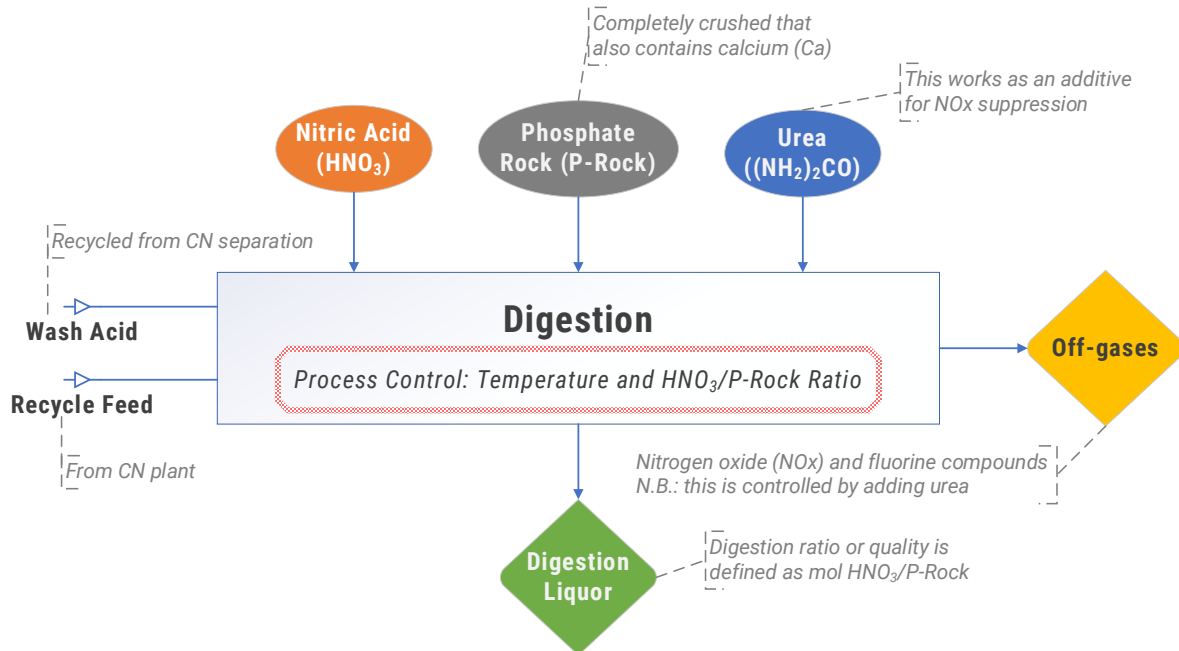 Completely crushed that
also contains calcium (Ca)
This works as an additive
for NOx suppression
Nitric Acid
(HNO₃)
Phosphate
Rock (P-Rock)
Urea
((NH₂)₂CO)
Recycled from CN separation
Wash Acid
Recycle Feed
From CN plant
Digestion
Process Control: Temperature and HNO₃/P-Rock Ratio
Off-gases
Nitrogen oxide (NOx) and fluorine compounds
N.B.: this is controlled by adding urea
Digestion
Liquor
Digestion ratio or quality is
defined as mol HNO₃/P-Rock